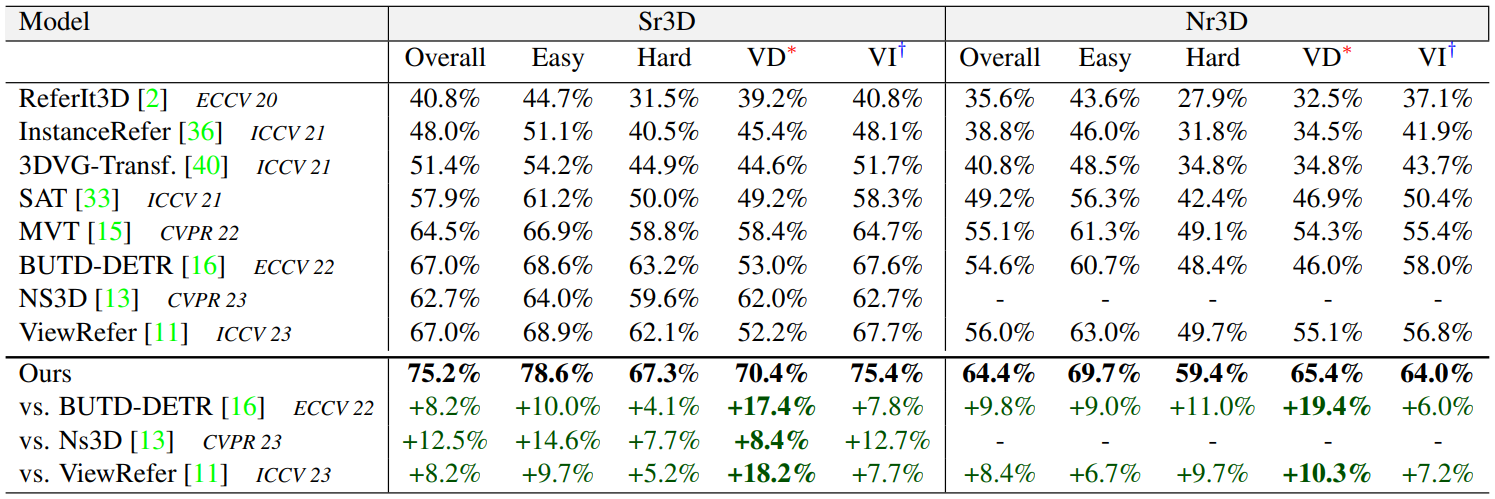 Model Sr3D Nr3D
Overall Easy Hard VD* VI† Overall Easy Hard VD* VI†
ReferIt3D [2] ECCV 20 40.8% 44.7% 31.5% 39.2% 40.8% 35.6% 43.6% 27.9% 32.5% 37.1%
InstanceRefer [36] ICCV 21 48.0% 51.1% 40.5% 45.4% 48.1% 38.8% 46.0% 31.8% 34.5% 41.9%
3DVG-Transf. [40] ICCV 21 51.4% 54.2% 44.9% 44.6% 51.7% 40.8% 48.5% 34.8% 34.8% 43.7%
SAT [33] ICCV 21 57.9% 61.2% 50.0% 49.2% 58.3% 49.2% 56.3% 42.4% 46.9% 50.4%
MVT [15] CVPR 22 64.5% 66.9% 58.8% 58.4% 64.7% 55.1% 61.3% 49.1% 54.3% 55.4%
BUTD-DETR [16] ECCV 22 67.0% 68.6% 63.2% 53.0% 67.6% 54.6% 60.7% 48.4% 46.0% 58.0%
NS3D [13] CVPR 23 62.7% 64.0% 59.6% 62.0% 62.7% - - - - -
ViewRefer [11] ICCV 23 67.0% 68.9% 62.1% 52.2% 67.7% 56.0% 63.0% 49.7% 55.1% 56.8%
Ours 75.2% 78.6% 67.3% 70.4% 75.4% 64.4% 69.7% 59.4% 65.4% 64.0%
vs. BUTD-DETR [16] ECCV 22 +8.2% +10.0% +4.1% +17.4% +7.8% +9.8% +9.0% +11.0% +19.4% +6.0%
vs. Ns3D [13] CVPR 23 +12.5% +14.6% +7.7% +8.4% +12.7% - - - - -
vs. ViewRefer [11] ICCV 23 +8.2% +9.7% +5.2% +18.2% +7.7% +8.4% +6.7% +9.7% +10.3% +7.2%